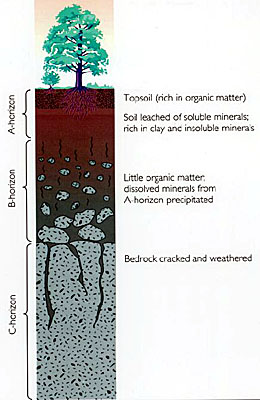 A-horizon
Topsoil (rich in organic matter)
Soil leached of soluble minerals;
rich in clay and insoluble minerals
B-horizon
Little organic matter:
dissolved minerals from
A-horizon precipitated
C-horizon
Bedrock cracked and weathered